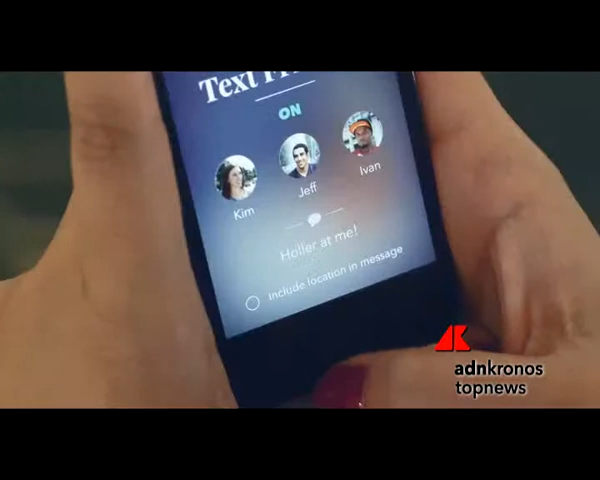 Text
ON
Kim
Jeff
Ivan
Holler at me!
Include location in message
adnkronos
topnews